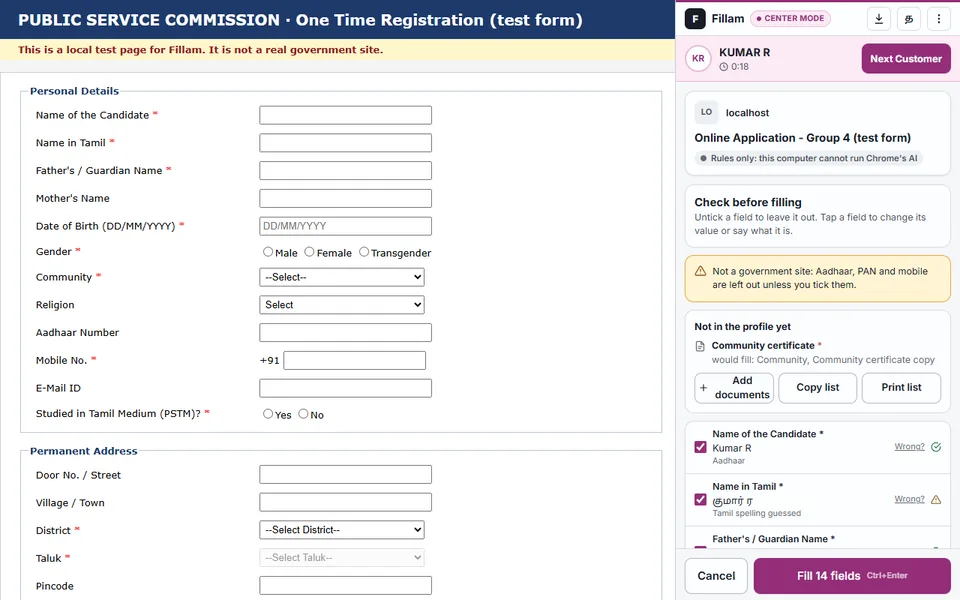 PUBLIC SERVICE COMMISSION · One Time Registration (test form)
This is a local test page for Fillam. It is not a real government site.
Personal Details
Name of the Candidate *
Name in Tamil *
Father's / Guardian Name *
Mother's Name
Date of Birth (DD/MM/YYYY) * DD/MM/YYYY
Gender * Male Female Transgender
Community * --Select--
Religion Select
Aadhaar Number
Mobile No. * +91
E-Mail ID
Studied in Tamil Medium (PSTM)? * Yes No
Permanent Address
Door No. / Street
Village / Town
District * --Select District--
Taluk * --Select Taluk--
Pincode
F Fillam CENTER MODE த
KR KUMAR R
0:18
Next Customer
LO localhost
Online Application - Group 4 (test form)
Rules only: this computer cannot run Chrome's AI
Check before filling
Untick a field to leave it out. Tap a field to change its
value or say what it is.
Not a government site: Aadhaar, PAN and mobile
are left out unless you tick them.
Not in the profile yet
Community certificate *
would fill: Community, Community certificate copy
+ Add documents
Copy list
Print list
Name of the Candidate *
Kumar R
Wrong?
Aadhaar
Name in Tamil *
குமார் ர
Wrong?
Tamil spelling guessed
Father's / Guardian Name *
Cancel
Fill 14 fields Ctrl+Enter